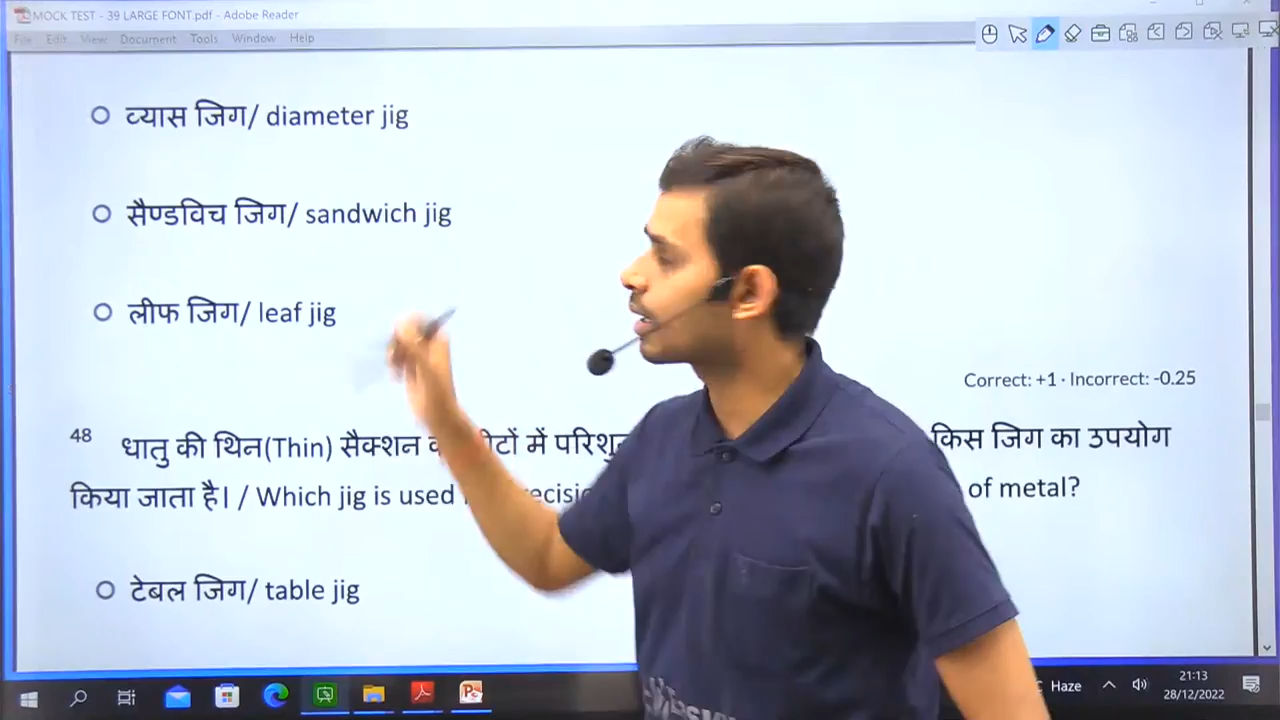 MOCK TEST - 39 LARGE FONT.pdf - Adobe Reader
File Edit View Document Tools Window Help
व्यास जिग/ diameter jig
सैण्डविच जिग/ sandwich jig
लीफ जिग/ leaf jig
Correct: +1 · Incorrect: -0.25
48 धातु की थिन(Thin) सैक्शन में किस जिग का उपयोग
किया जाता है। / Which jig is used of metal?
टेबल जिग/ table jig
Haze 21:13
28/12/2022